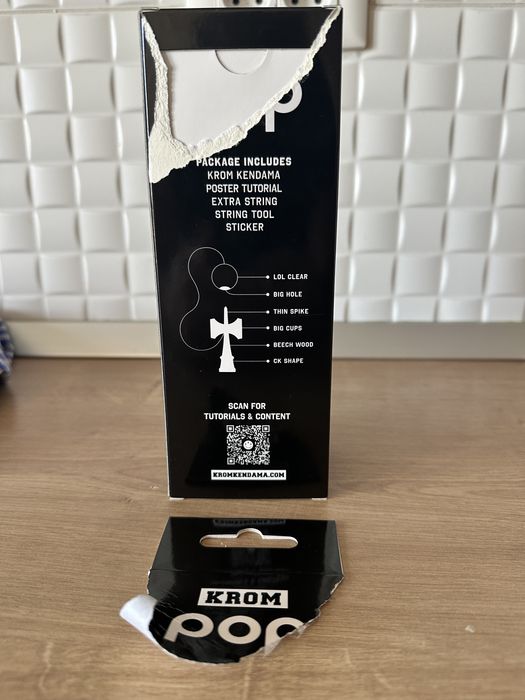 op
PACKAGE INCLUDES
KROM KENDAMA
POSTER TUTORIAL
EXTRA STRING
STRING TOOL
STICKER
LOL CLEAR
BIG HOLE
THIN SPIKE
BIG CUPS
BEECH WOOD
CK SHAPE
SCAN FOR
TUTORIALS & CONTENT
KROMKENDAMA.COM
KROM
pop